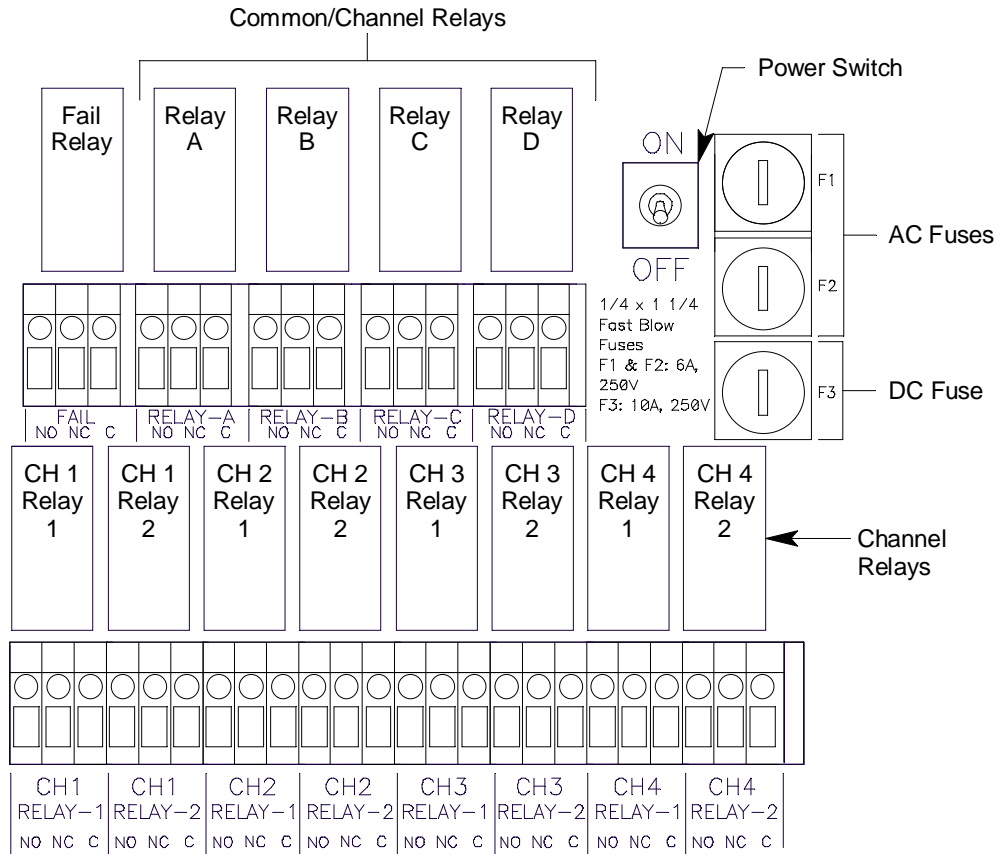 Common/Channel Relays
Power Switch
Fail
Relay
Relay
A
Relay
B
Relay
C
Relay
D
ON
OFF
F1
F2
AC Fuses
1/4 x 1 1/4
Fast Blow
Fuses
F1 & F2: 6A,
250V
F3: 10A, 250V
F3
DC Fuse
FAIL
NO NC C
RELAY-A
NO NC C
RELAY-B
NO NC C
RELAY-C
NO NC C
RELAY-D
NO NC C
CH 1
Relay
1
CH 1
Relay
2
CH 2
Relay
1
CH 2
Relay
2
CH 3
Relay
1
CH 3
Relay
2
CH 4
Relay
1
CH 4
Relay
2
Channel
Relays
CH1
RELAY-1
NO NC C
CH1
RELAY-2
NO NC C
CH2
RELAY-1
NO NC C
CH2
RELAY-2
NO NC C
CH3
RELAY-1
NO NC C
CH3
RELAY-2
NO NC C
CH4
RELAY-1
NO NC C
CH4
RELAY-2
NO NC C